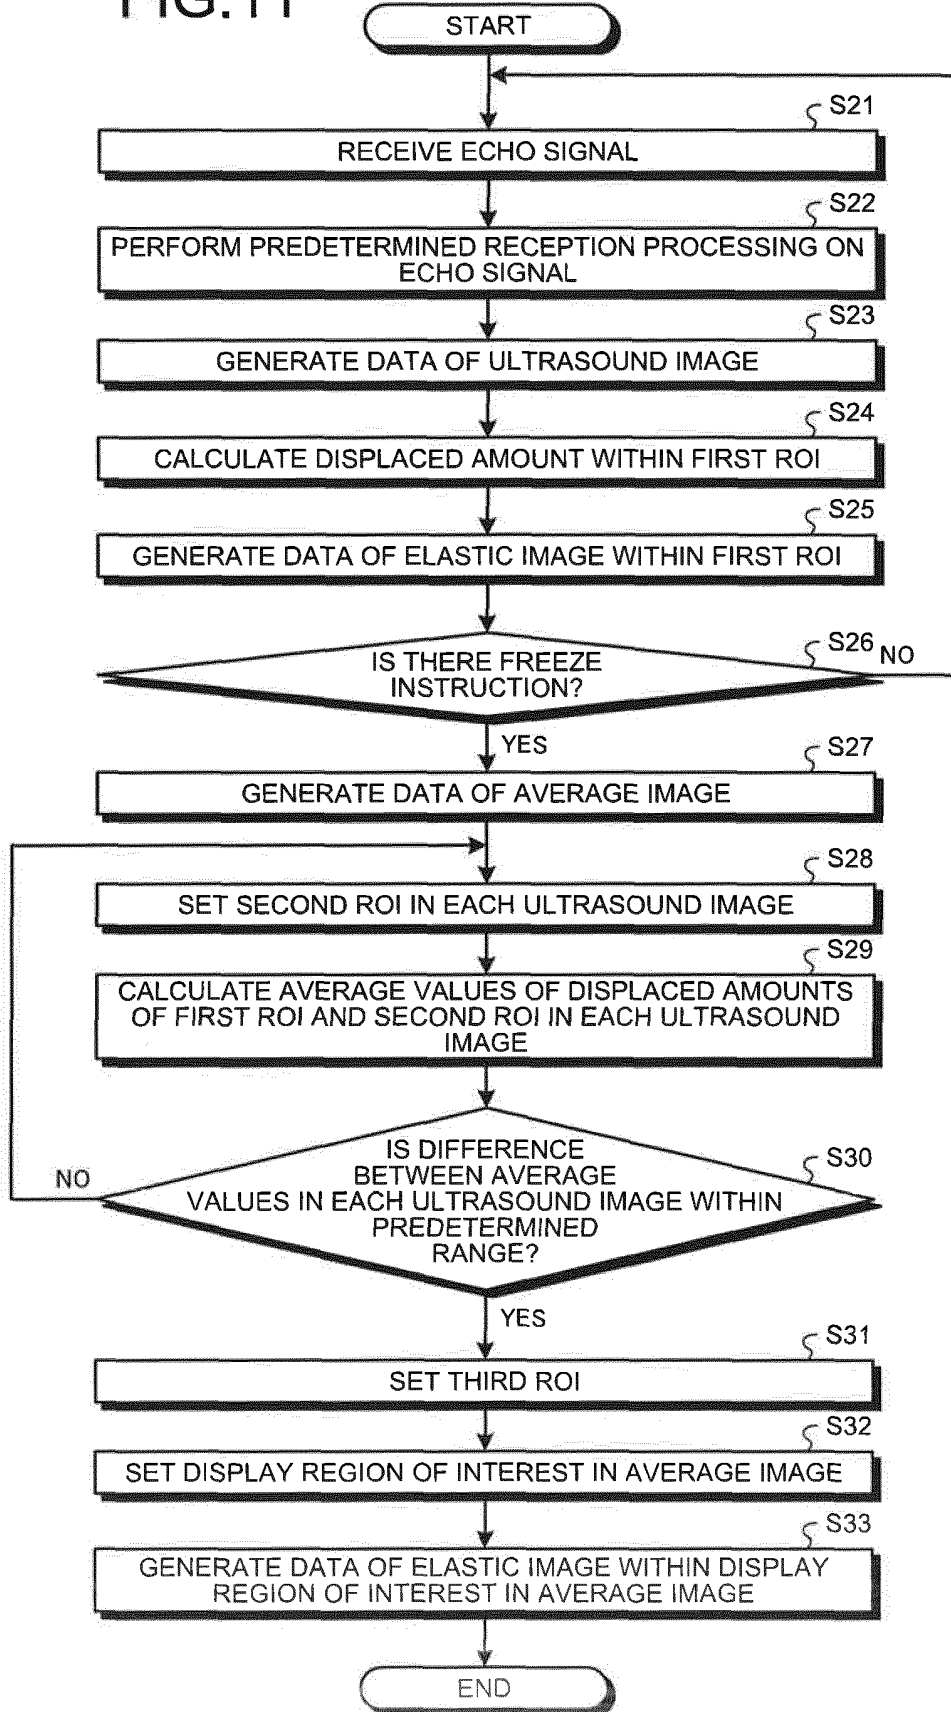 FIG. 11
START
S21
RECEIVE ECHO SIGNAL
S22
PERFORM PREDETERMINED RECEPTION PROCESSING ON
ECHO SIGNAL
S23
GENERATE DATA OF ULTRASOUND IMAGE
S24
CALCULATE DISPLACED AMOUNT WITHIN FIRST ROI
S25
GENERATE DATA OF ELASTIC IMAGE WITHIN FIRST ROI
S26
NO
IS THERE FREEZE
INSTRUCTION?
YES
S27
GENERATE DATA OF AVERAGE IMAGE
S28
SET SECOND ROI IN EACH ULTRASOUND IMAGE
S29
CALCULATE AVERAGE VALUES OF DISPLACED AMOUNTS
OF FIRST ROI AND SECOND ROI IN EACH ULTRASOUND
IMAGE
S30
NO
IS DIFFERENCE
BETWEEN AVERAGE
VALUES IN EACH ULTRASOUND IMAGE WITHIN
PREDETERMINED
RANGE?
YES
S31
SET THIRD ROI
S32
SET DISPLAY REGION OF INTEREST IN AVERAGE IMAGE
S33
GENERATE DATA OF ELASTIC IMAGE WITHIN DISPLAY
REGION OF INTEREST IN AVERAGE IMAGE
END